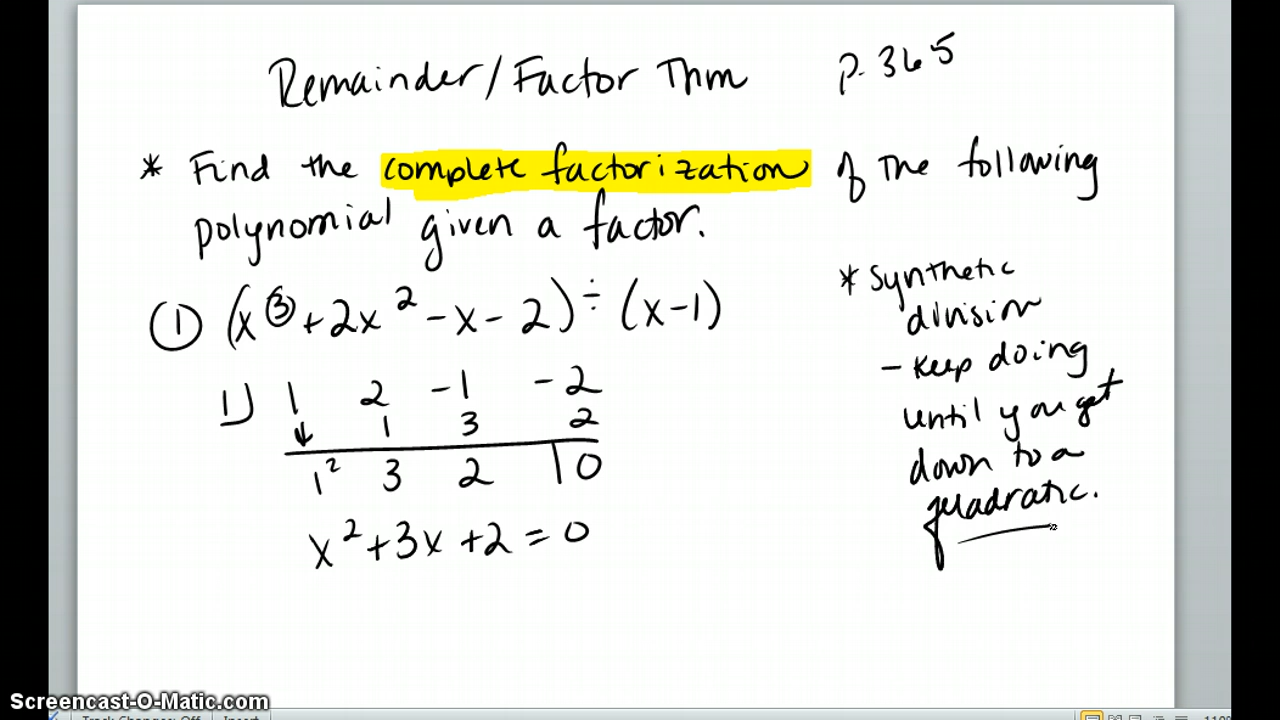 Remainder/Factor Thm p. 365
* Find the complete factorization of the following
polynomial given a factor.
① (x³ + 2x² - x - 2) ÷ (x - 1)
1) 1 2 -1 -2
↓ 1 3 2
1² 3 2 | 0
x² + 3x + 2 = 0
* Synthetic
division
- keep doing
until you get
down to a
quadratic.
Screencast-O-Matic.com